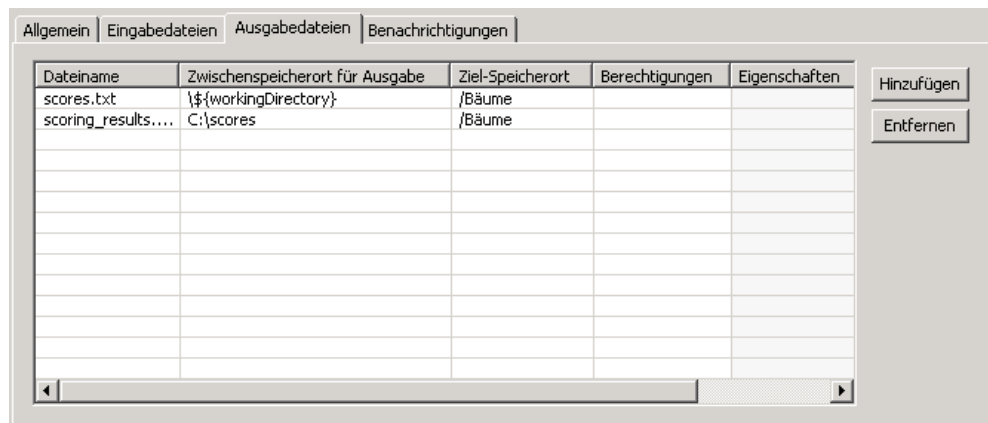 Allgemein Eingabedateien Ausgabedateien Benachrichtigungen
Dateiname Zwischenspeicherort für Ausgabe Ziel-Speicherort Berechtigungen Eigenschaften Hinzufügen
scores.txt \${workingDirectory} /Bäume
scoring_results.... C:\scores /Bäume
Entfernen